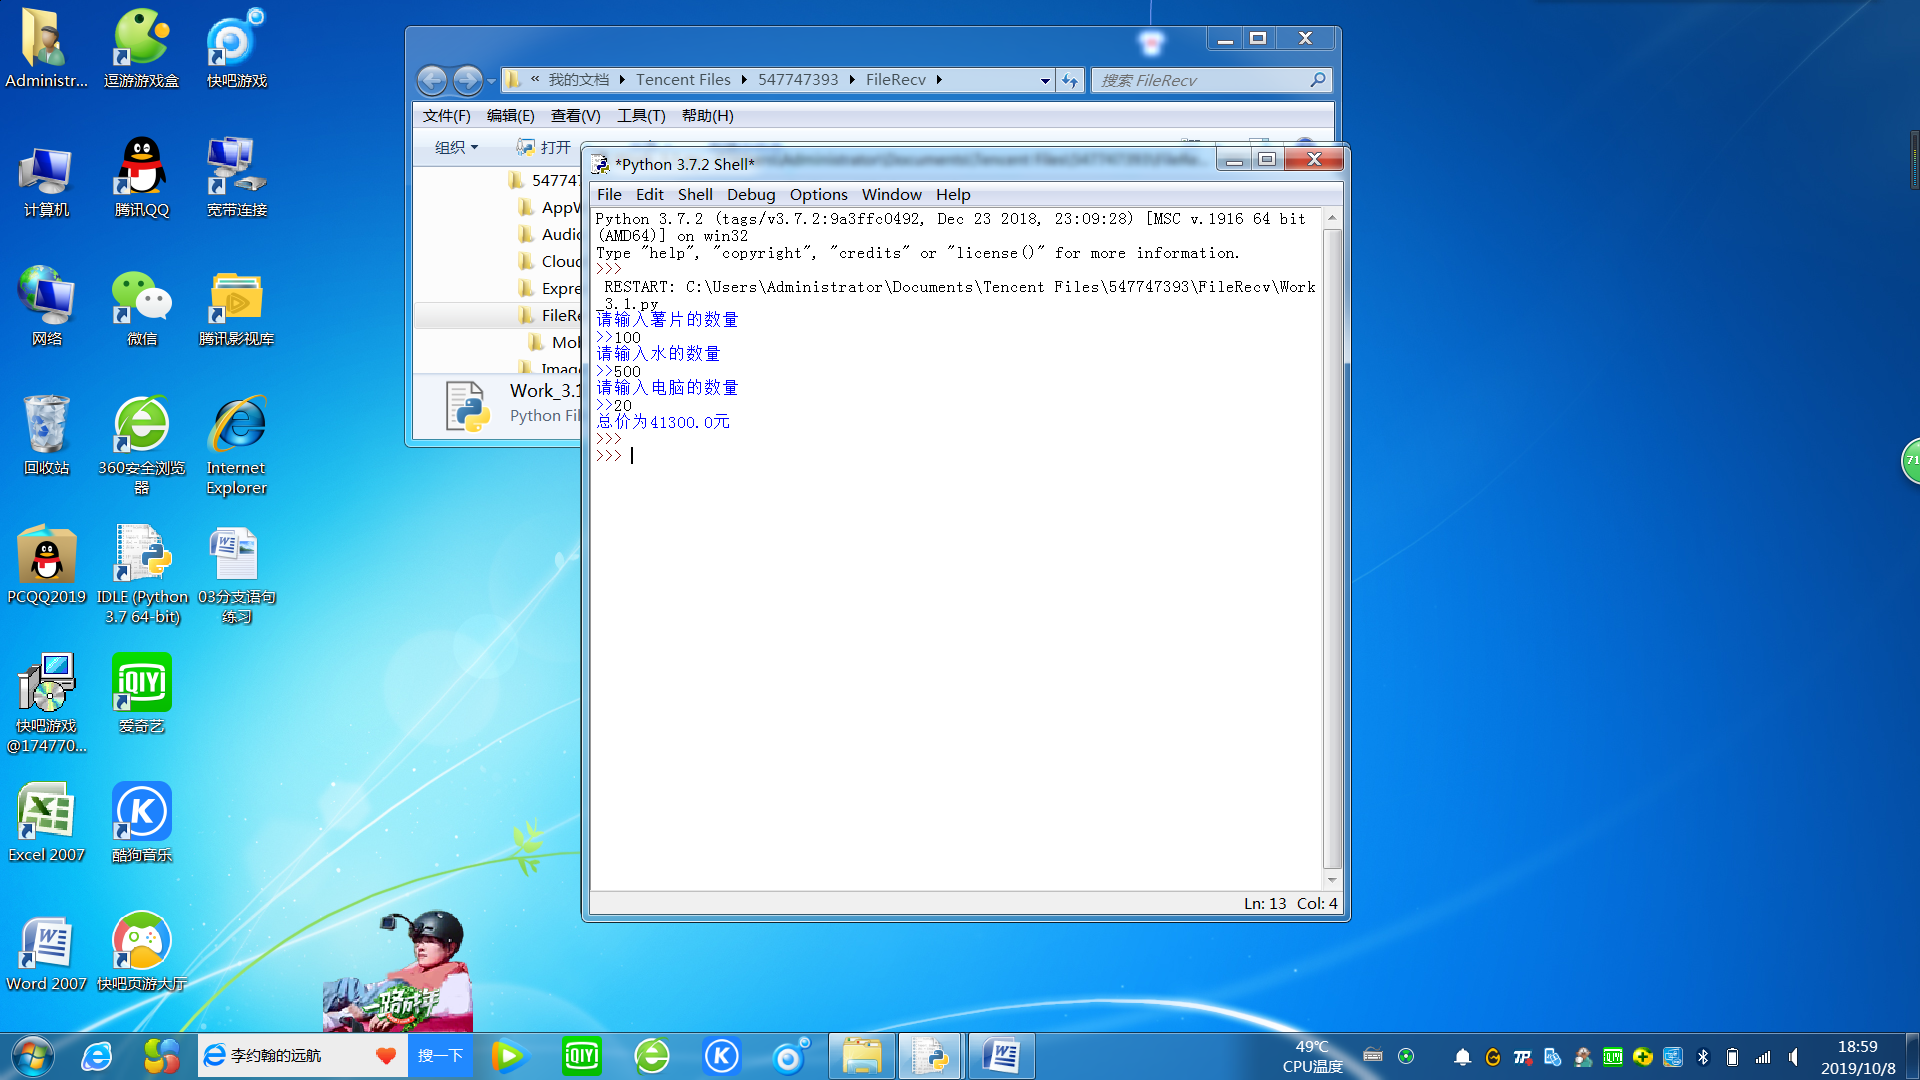 Administr...
逗游游戏盒
快吧游戏
计算机
腾讯QQ
宽带连接
网络
微信
腾讯影视库
回收站
360安全浏览
器
Internet
Explorer
PCQQ2019
IDLE (Python
3.7 64-bit)
03分支语句
练习
快吧游戏
@174770...
爱奇艺
Excel 2007
酷狗音乐
Word 2007
快吧页游大厅
« 我的文档 Tencent Files 547747393 FileRecv
搜索 FileRecv
文件(F) 编辑(E) 查看(V) 工具(T) 帮助(H)
组织 打开
FileRe
Work_3.1
*Python 3.7.2 Shell*
File Edit Shell Debug Options Window Help
Python 3.7.2 (tags/v3.7.2:9a3ffc0492, Dec 23 2018, 23:09:28) [MSC v.1916 64 bit
(AMD64)] on win32
Type "help", "copyright", "credits" or "license()" for more information.
>>>
RESTART: C:\Users\Administrator\Documents\Tencent Files\547747393\FileRecv\Work
_3.1.py
请输入薯片的数量
>>100
请输入水的数量
>>500
请输入电脑的数量
>>20
总价为41300.0元
>>>
>>>
Ln: 13 Col: 4
一路成年
李约翰的远航
搜一下
iQIYI
49℃
CPU温度
18:59
2019/10/8
71